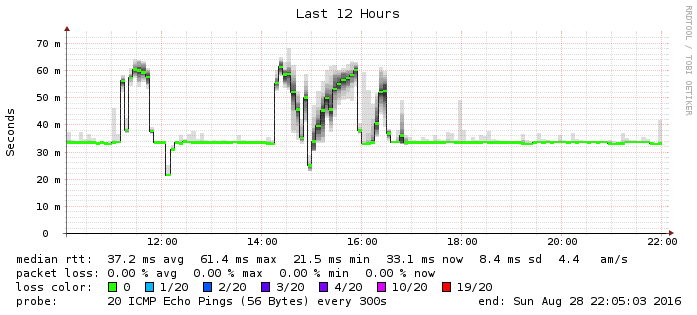 Last 12 Hours
RRDTOOL / TOBI OETIKER
Seconds
70 m
60 m
50 m
40 m
30 m
20 m
10 m
0
12:00 14:00 16:00 18:00 20:00 22:00
median rtt: 37.2 ms avg 61.4 ms max 21.5 ms min 33.1 ms now 8.4 ms sd 4.4 am/s
packet loss: 0.00 % avg 0.00 % max 0.00 % min 0.00 % now
loss color: 0 1/20 2/20 3/20 4/20 10/20 19/20
probe: 20 ICMP Echo Pings (56 Bytes) every 300s end: Sun Aug 28 22:05:03 2016